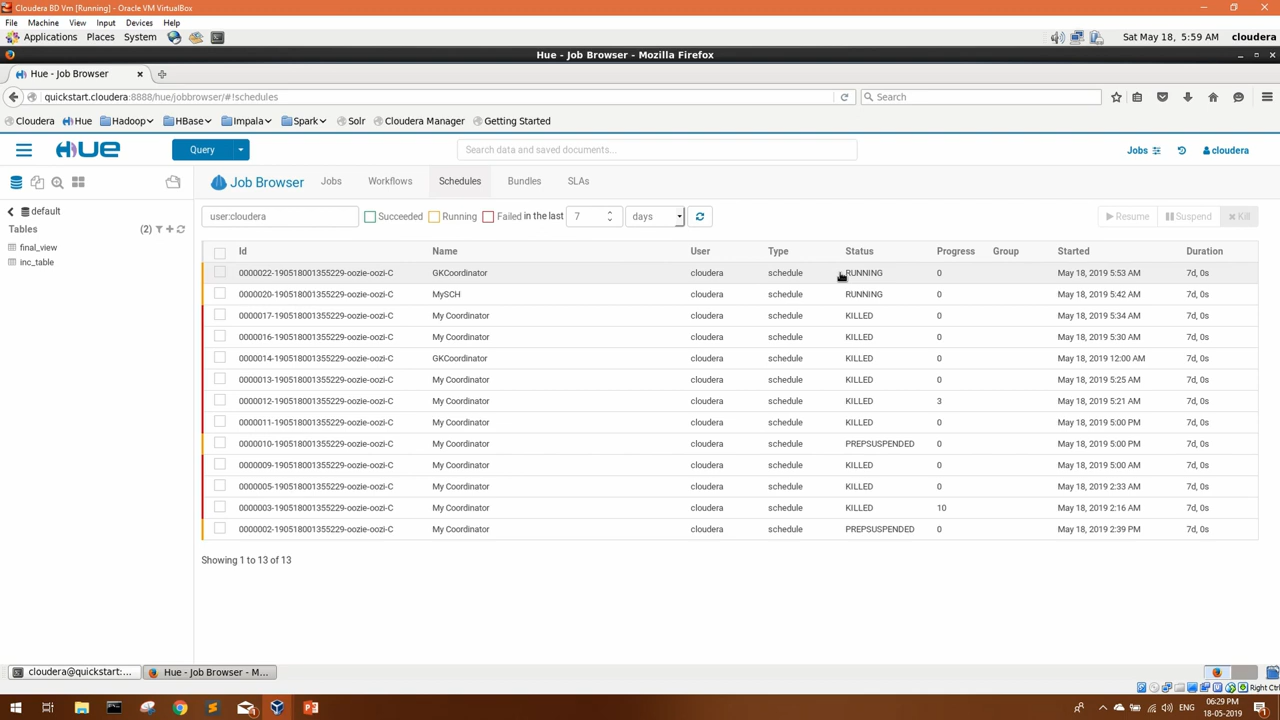 Cloudera BD Vm [Running] - Oracle VM VirtualBox
File Machine View Input Devices Help
Applications Places System Sat May 18, 5:59 AM cloudera
Hue - Job Browser - Mozilla Firefox
Hue - Job Browser
quickstart.cloudera:8888/hue/jobbrowser/#!schedules Search
Cloudera Hue Hadoop HBase Impala Spark Solr Cloudera Manager Getting Started
HUE Query Search data and saved documents... Jobs cloudera
Job Browser Jobs Workflows Schedules Bundles SLAs
default
user:cloudera Succeeded Running Failed in the last 7 days Resume Suspend Kill
Tables (2)
final_view
inc_table
Id Name User Type Status Progress Group Started Duration
0000022-190518001355229-oozie-oozi-C GKCoordinator cloudera schedule RUNNING 0 May 18, 2019 5:53 AM 7d, 0s
0000020-190518001355229-oozie-oozi-C MySCH cloudera schedule RUNNING 0 May 18, 2019 5:42 AM 7d, 0s
0000017-190518001355229-oozie-oozi-C My Coordinator cloudera schedule KILLED 0 May 18, 2019 5:34 AM 7d, 0s
0000016-190518001355229-oozie-oozi-C My Coordinator cloudera schedule KILLED 0 May 18, 2019 5:30 AM 7d, 0s
0000014-190518001355229-oozie-oozi-C GKCoordinator cloudera schedule KILLED 0 May 18, 2019 12:00 AM 7d, 0s
0000013-190518001355229-oozie-oozi-C My Coordinator cloudera schedule KILLED 0 May 18, 2019 5:25 AM 7d, 0s
0000012-190518001355229-oozie-oozi-C My Coordinator cloudera schedule KILLED 3 May 18, 2019 5:21 AM 7d, 0s
0000011-190518001355229-oozie-oozi-C My Coordinator cloudera schedule KILLED 0 May 18, 2019 5:00 PM 7d, 0s
0000010-190518001355229-oozie-oozi-C My Coordinator cloudera schedule PREPSUSPENDED 0 May 18, 2019 5:00 PM 7d, 0s
0000009-190518001355229-oozie-oozi-C My Coordinator cloudera schedule KILLED 0 May 18, 2019 5:00 AM 7d, 0s
0000005-190518001355229-oozie-oozi-C My Coordinator cloudera schedule KILLED 0 May 18, 2019 2:33 AM 7d, 0s
0000003-190518001355229-oozie-oozi-C My Coordinator cloudera schedule KILLED 10 May 18, 2019 2:16 AM 7d, 0s
0000002-190518001355229-oozie-oozi-C My Coordinator cloudera schedule PREPSUSPENDED 0 May 18, 2019 2:39 PM 7d, 0s
Showing 1 to 13 of 13
cloudera@quickstart:... Hue - Job Browser - M...
Right Ctrl
ENG 06:29 PM
18-05-2019